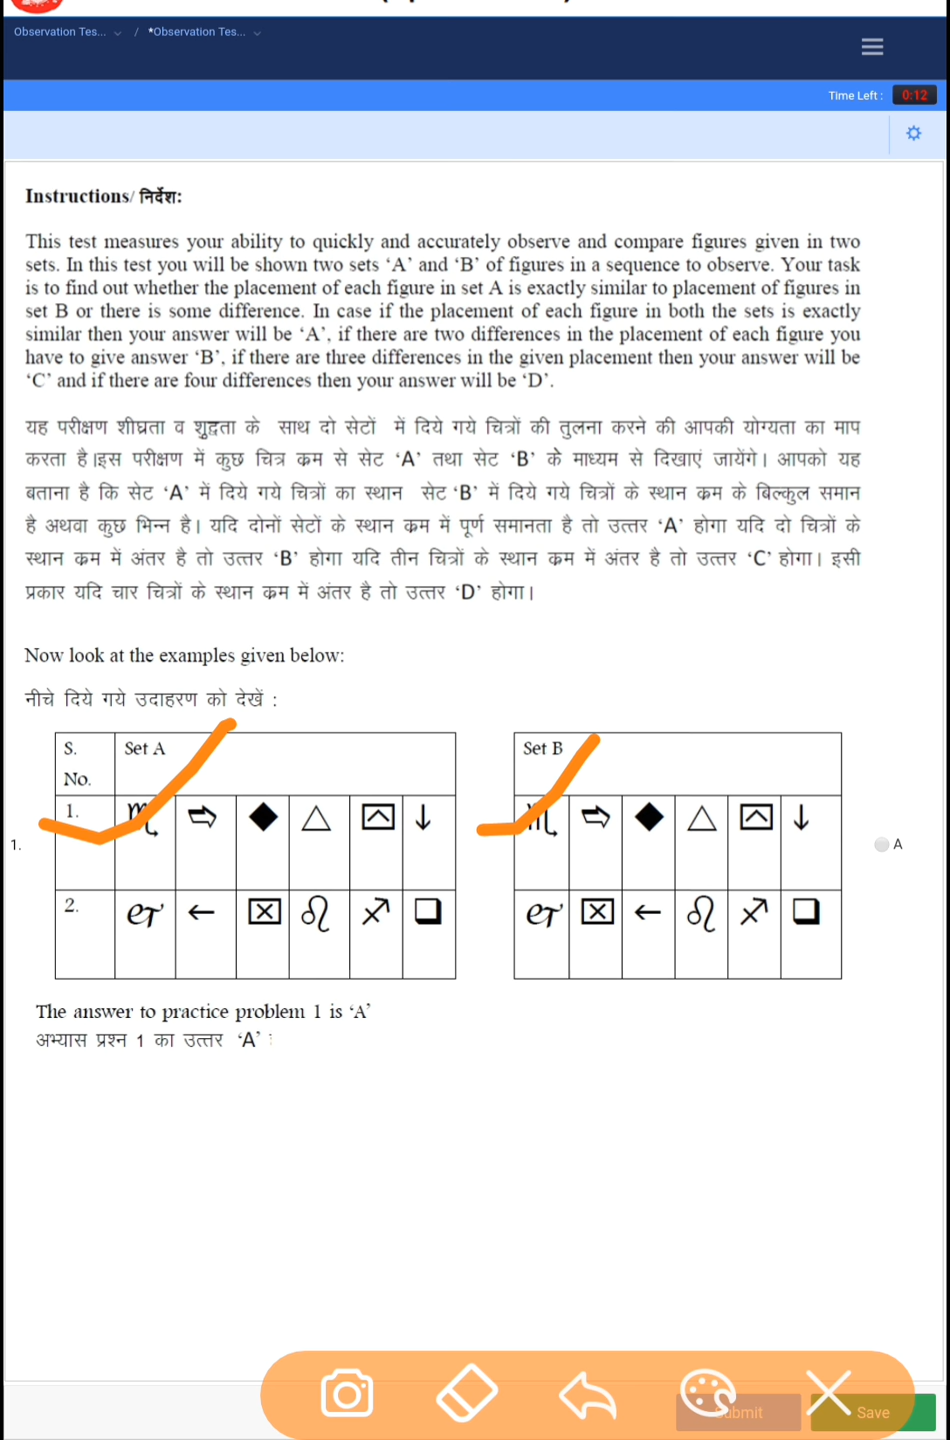 Observation Tes... / *Observation Tes...
Time Left : 0:12
Instructions/ निर्देश:
This test measures your ability to quickly and accurately observe and compare figures given in two
sets. In this test you will be shown two sets ‘A’ and ‘B’ of figures in a sequence to observe. Your task
is to find out whether the placement of each figure in set A is exactly similar to placement of figures in
set B or there is some difference. In case if the placement of each figure in both the sets is exactly
similar then your answer will be ‘A’, if there are two differences in the placement of each figure you
have to give answer ‘B’, if there are three differences in the given placement then your answer will be
‘C’ and if there are four differences then your answer will be ‘D’.
यह परीक्षण शीघ्रता व शुद्वता के साथ दो सेटों में दिये गये चित्रों की तुलना करने की आपकी योग्यता का माप
करता है।इस परीक्षण में कुछ चित्र क्रम से सेट ‘A’ तथा सेट ‘B’ के माध्यम से दिखाएं जायेंगे। आपको यह
बताना है कि सेट ‘A’ में दिये गये चित्रों का स्थान सेट ‘B’ में दिये गये चित्रों के स्थान क्रम के बिल्कुल समान
है अथवा कुछ भिन्न है। यदि दोनों सेटों के स्थान क्रम में पूर्ण समानता है तो उत्तर ‘A’ होगा यदि दो चित्रों के
स्थान क्रम में अंतर है तो उत्तर ‘B’ होगा यदि तीन चित्रों के स्थान क्रम में अंतर है तो उत्तर ‘C’ होगा। इसी
प्रकार यदि चार चित्रों के स्थान क्रम में अंतर है तो उत्तर ‘D’ होगा।
Now look at the examples given below:
नीचे दिये गये उदाहरण को देखें :
S. No. Set A Set B
1.
1. A
2.
The answer to practice problem 1 is ‘A’
अभ्यास प्रश्न 1 का उत्तर ‘A’
Submit Save